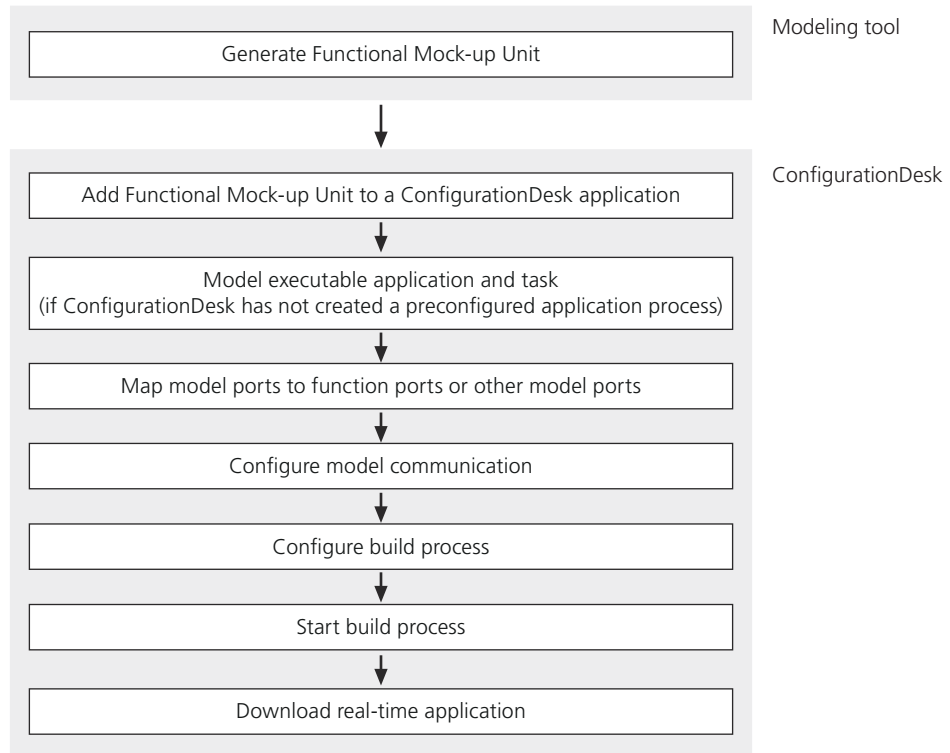 Modeling tool
Generate Functional Mock-up Unit
ConfigurationDesk
Add Functional Mock-up Unit to a ConfigurationDesk application
Model executable application and task
(if ConfigurationDesk has not created a preconfigured application process)
Map model ports to function ports or other model ports
Configure model communication
Configure build process
Start build process
Download real-time application